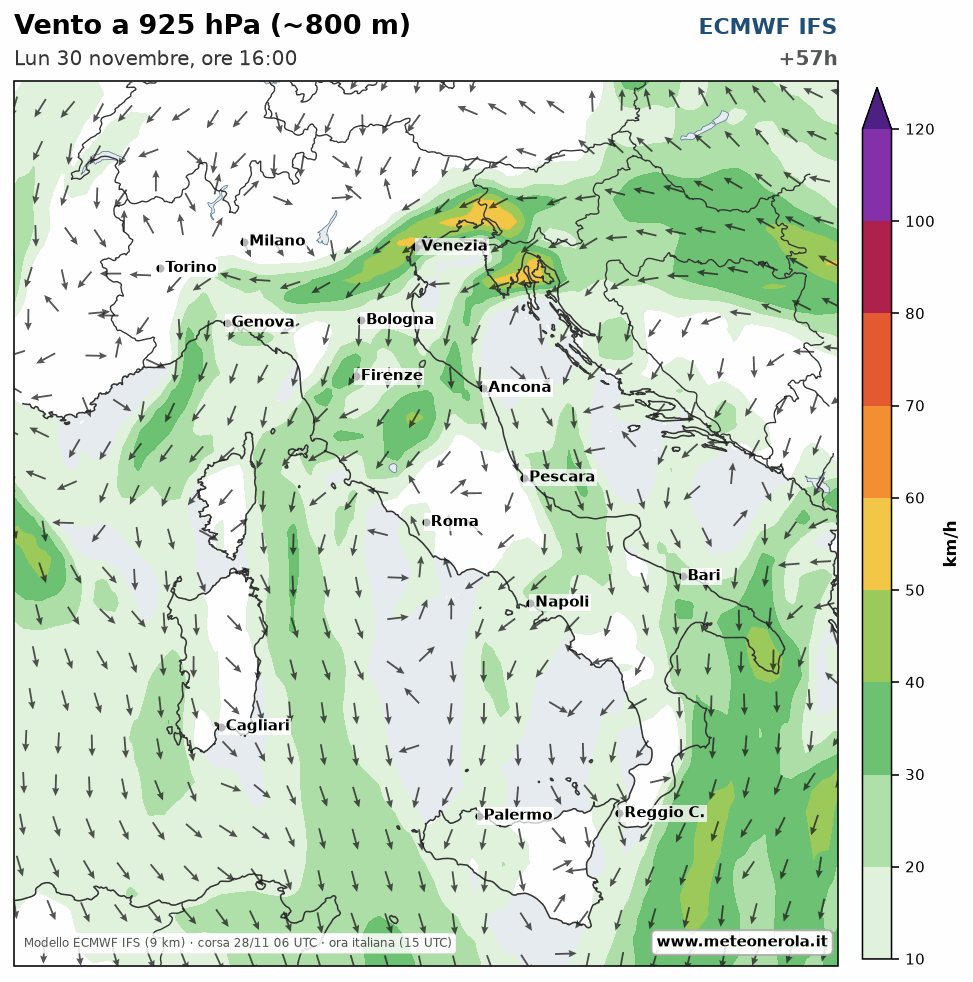 Vento a 925 hPa (~800 m)
ECMWF IFS
Lun 30 novembre, ore 16:00
+57h
120
100
80
70
60
50
40
30
20
10
km/h
Milano
Venezia
Torino
Genova
Bologna
Firenze
Ancona
Pescara
Roma
Bari
Napoli
Cagliari
Palermo
Reggio C.
Modello ECMWF IFS (9 km) · corsa 28/11 06 UTC · ora italiana (15 UTC)
www.meteonerola.it